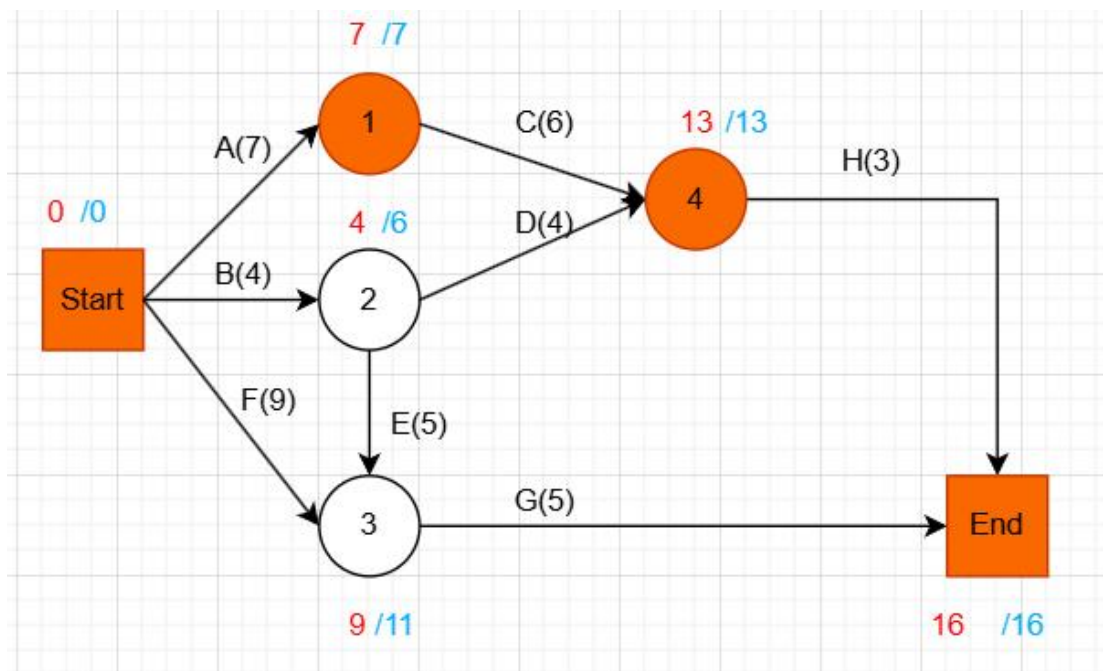 7 /7
1
C(6)
13 /13
A(7)
H(3)
4
0 /0
4 /6
D(4)
B(4)
Start
2
F(9)
E(5)
G(5)
3
End
9 /11
16 /16